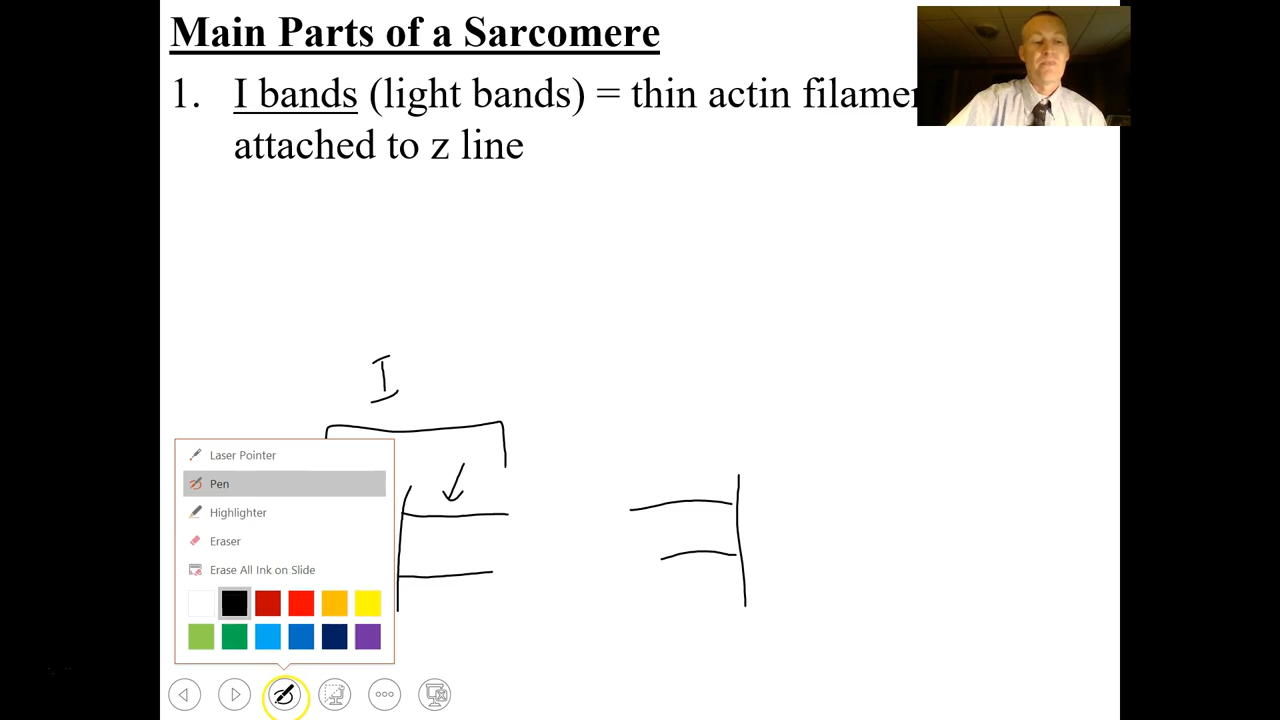 Main Parts of a Sarcomere
1. I bands (light bands) = thin actin
attached to z line
I
Laser Pointer
Pen
Highlighter
Eraser
Erase All Ink on Slide